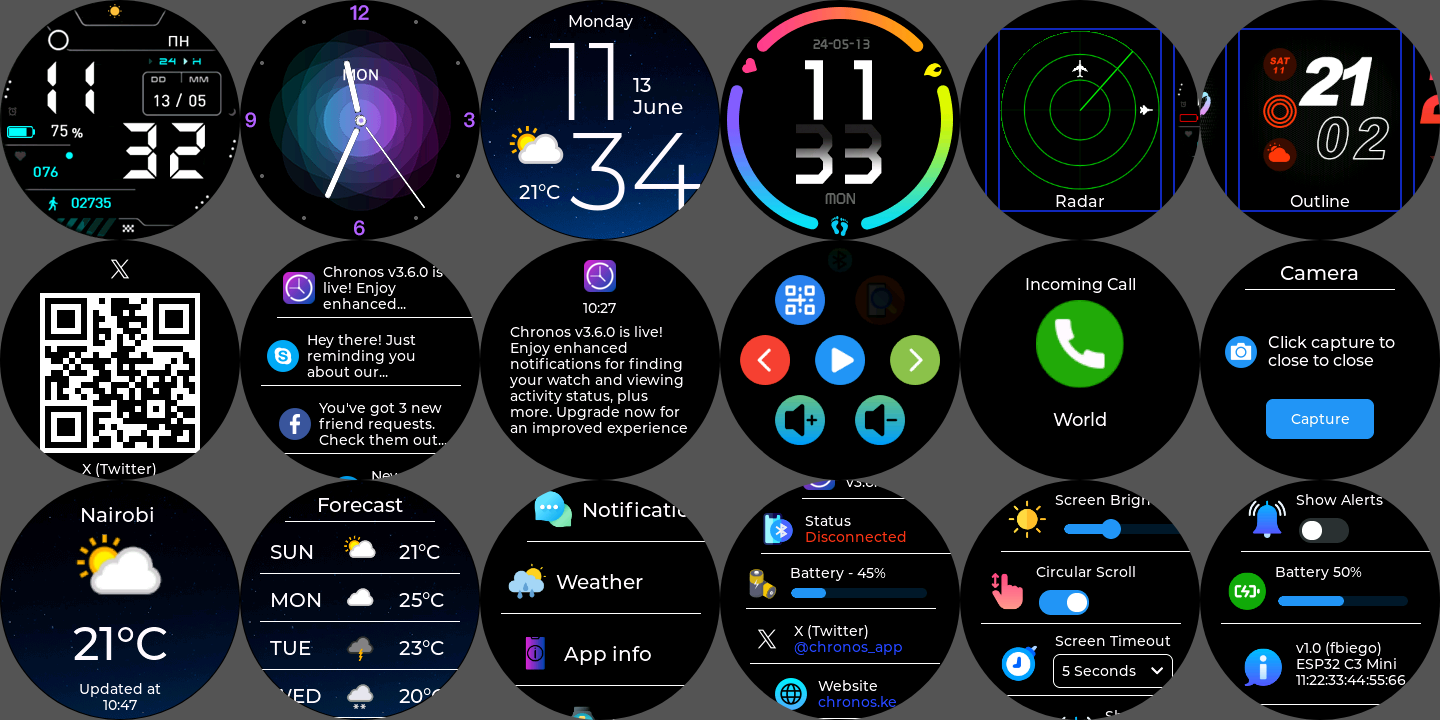 ПН
24 H
11
DD MM
13 / 05
75 %
32
076
02735
12
MON
9
3
6
Monday
11
13
June
34
21°C
24-05-13
11
33
MON
Radar
SAT
11
21
02
Outline
X (Twitter)
Chronos v3.6.0 is
live! Enjoy
enhanced...
Hey there! Just
reminding you
about our...
You've got 3 new
friend requests.
Check them out...
10:27
Chronos v3.6.0 is live!
Enjoy enhanced
notifications for finding
your watch and viewing
activity status, plus
more. Upgrade now for
an improved experience
Incoming Call
World
Camera
Click capture to
close to close
Capture
Nairobi
21°C
Updated at
10:47
Forecast
SUN 21°C
MON 25°C
TUE 23°C
WED 20°C
Weather
App info
Status
Disconnected
Battery - 45%
X (Twitter)
@chronos_app
Website
chronos.ke
Screen
Circular Scroll
Screen Timeout
5 Seconds
Show Alerts
Battery 50%
v1.0 (fbiego)
ESP32 C3 Mini
11:22:33:44:55:66